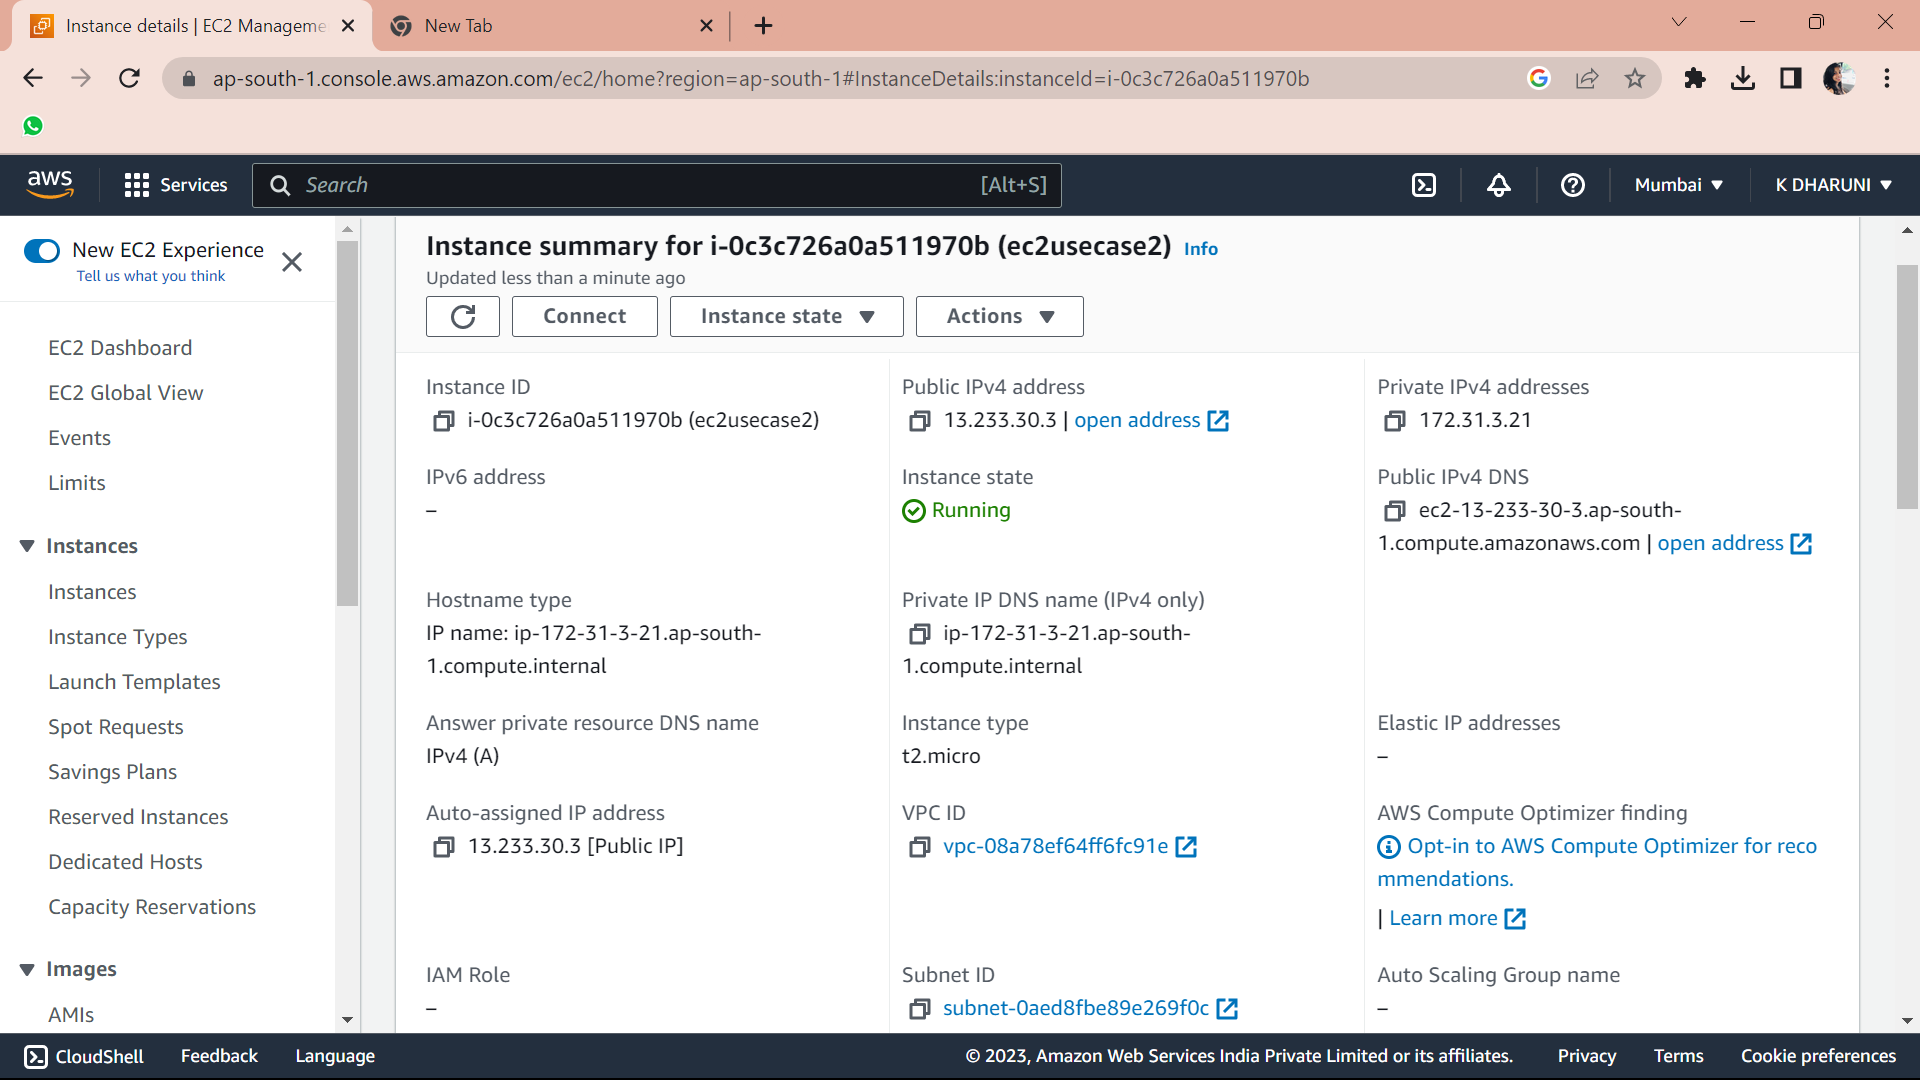 Instance details | EC2 Manageme
New Tab
ap-south-1.console.aws.amazon.com/ec2/home?region=ap-south-1#InstanceDetails:instanceId=i-0c3c726a0a511970b
aws
Services
Search
[Alt+S]
Mumbai
K DHARUNI
New EC2 Experience
Tell us what you think
EC2 Dashboard
EC2 Global View
Events
Limits
Instances
Instances
Instance Types
Launch Templates
Spot Requests
Savings Plans
Reserved Instances
Dedicated Hosts
Capacity Reservations
Images
AMIs
Instance summary for i-0c3c726a0a511970b (ec2usecase2) Info
Updated less than a minute ago
Connect
Instance state
Actions
Instance ID
i-0c3c726a0a511970b (ec2usecase2)
Public IPv4 address
13.233.30.3 | open address
Private IPv4 addresses
172.31.3.21
IPv6 address
–
Instance state
Running
Public IPv4 DNS
ec2-13-233-30-3.ap-south-
1.compute.amazonaws.com | open address
Hostname type
IP name: ip-172-31-3-21.ap-south-
1.compute.internal
Private IP DNS name (IPv4 only)
ip-172-31-3-21.ap-south-
1.compute.internal
Answer private resource DNS name
IPv4 (A)
Instance type
t2.micro
Elastic IP addresses
–
Auto-assigned IP address
13.233.30.3 [Public IP]
VPC ID
vpc-08a78ef64ff6fc91e
AWS Compute Optimizer finding
Opt-in to AWS Compute Optimizer for reco
mmendations.
| Learn more
IAM Role
–
Subnet ID
subnet-0aed8fbe89e269f0c
Auto Scaling Group name
–
CloudShell
Feedback
Language
© 2023, Amazon Web Services India Private Limited or its affiliates.
Privacy
Terms
Cookie preferences